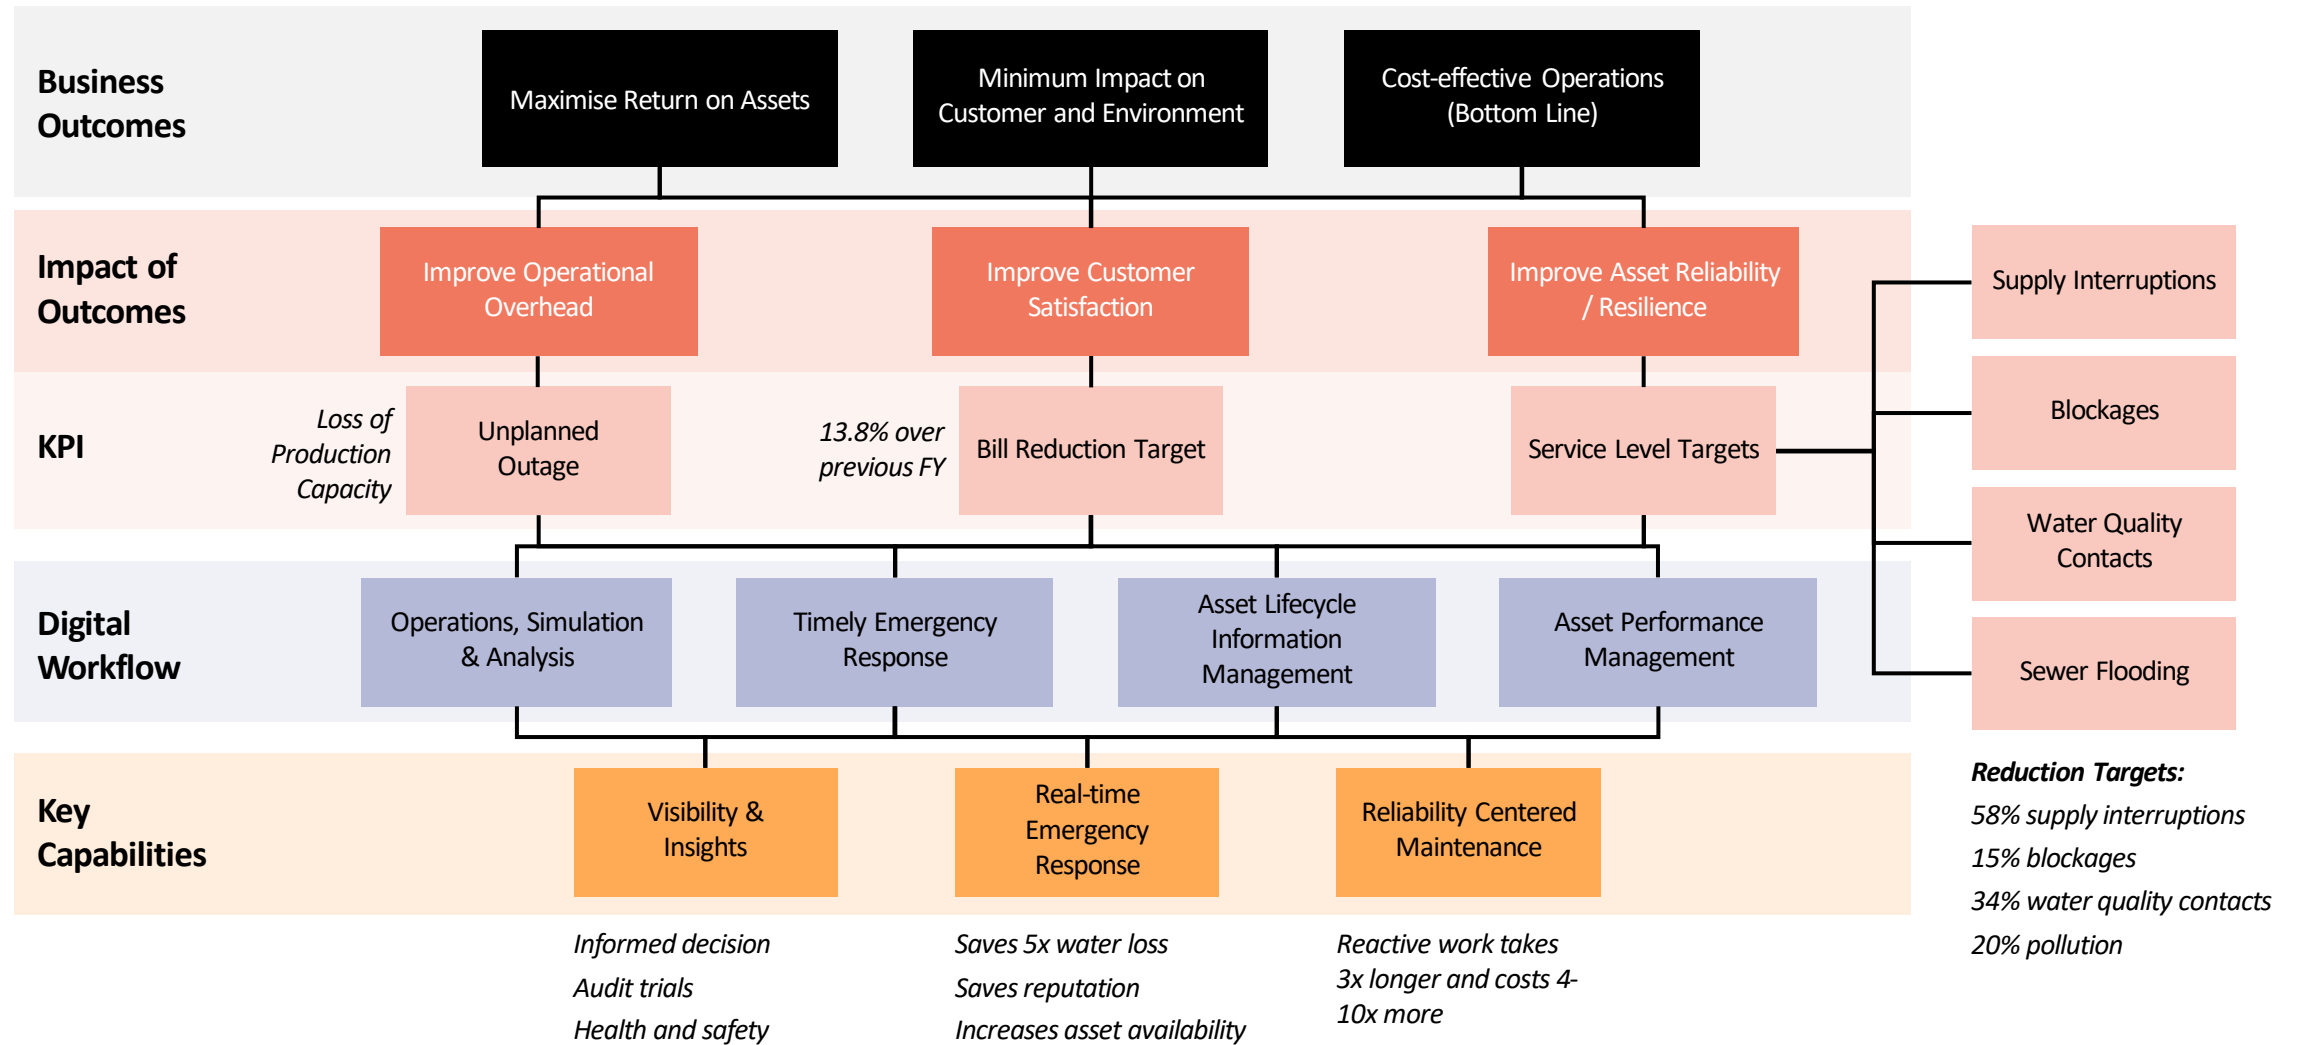 Business
Outcomes
Maximise Return on Assets
Minimum Impact on
Customer and Environment
Cost-effective Operations
(Bottom Line)
Impact of
Outcomes
Improve Operational
Overhead
Improve Customer
Satisfaction
Improve Asset Reliability
/ Resilience
KPI
Loss of
Production
Capacity
Unplanned
Outage
13.8% over
previous FY
Bill Reduction Target
Service Level Targets
Supply Interruptions
Blockages
Water Quality
Contacts
Sewer Flooding
Digital
Workflow
Operations, Simulation
& Analysis
Timely Emergency
Response
Asset Lifecycle
Information
Management
Asset Performance
Management
Key
Capabilities
Visibility &
Insights
Real-time
Emergency
Response
Reliability Centered
Maintenance
Informed decision
Audit trials
Health and safety
Saves 5x water loss
Saves reputation
Increases asset availability
Reactive work takes
3x longer and costs 4-
10x more
Reduction Targets:
58% supply interruptions
15% blockages
34% water quality contacts
20% pollution